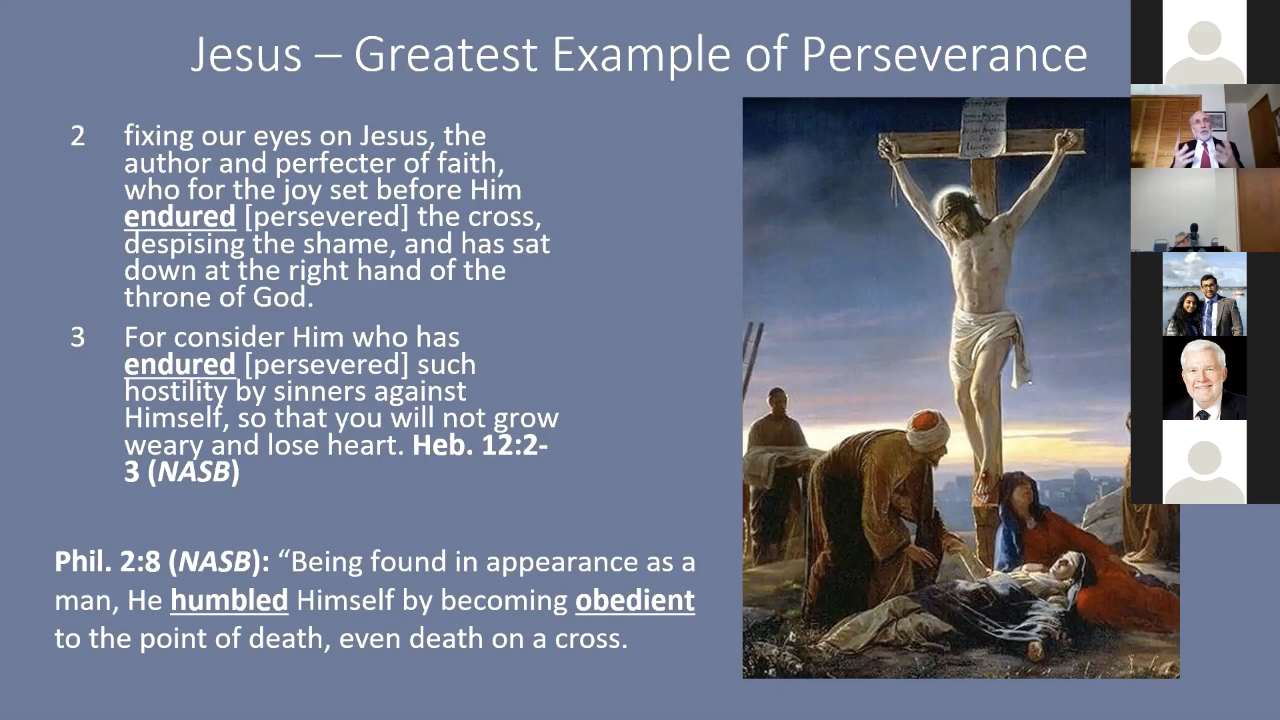 Jesus – Greatest Example of Perseverance
2 fixing our eyes on Jesus, the
author and perfecter of faith,
who for the joy set before Him
endured [persevered] the cross,
despising the shame, and has sat
down at the right hand of the
throne of God.
3 For consider Him who has
endured [persevered] such
hostility by sinners against
Himself, so that you will not grow
weary and lose heart. Heb. 12:2-
3 (NASB)
Phil. 2:8 (NASB): “Being found in appearance as a
man, He humbled Himself by becoming obedient
to the point of death, even death on a cross.